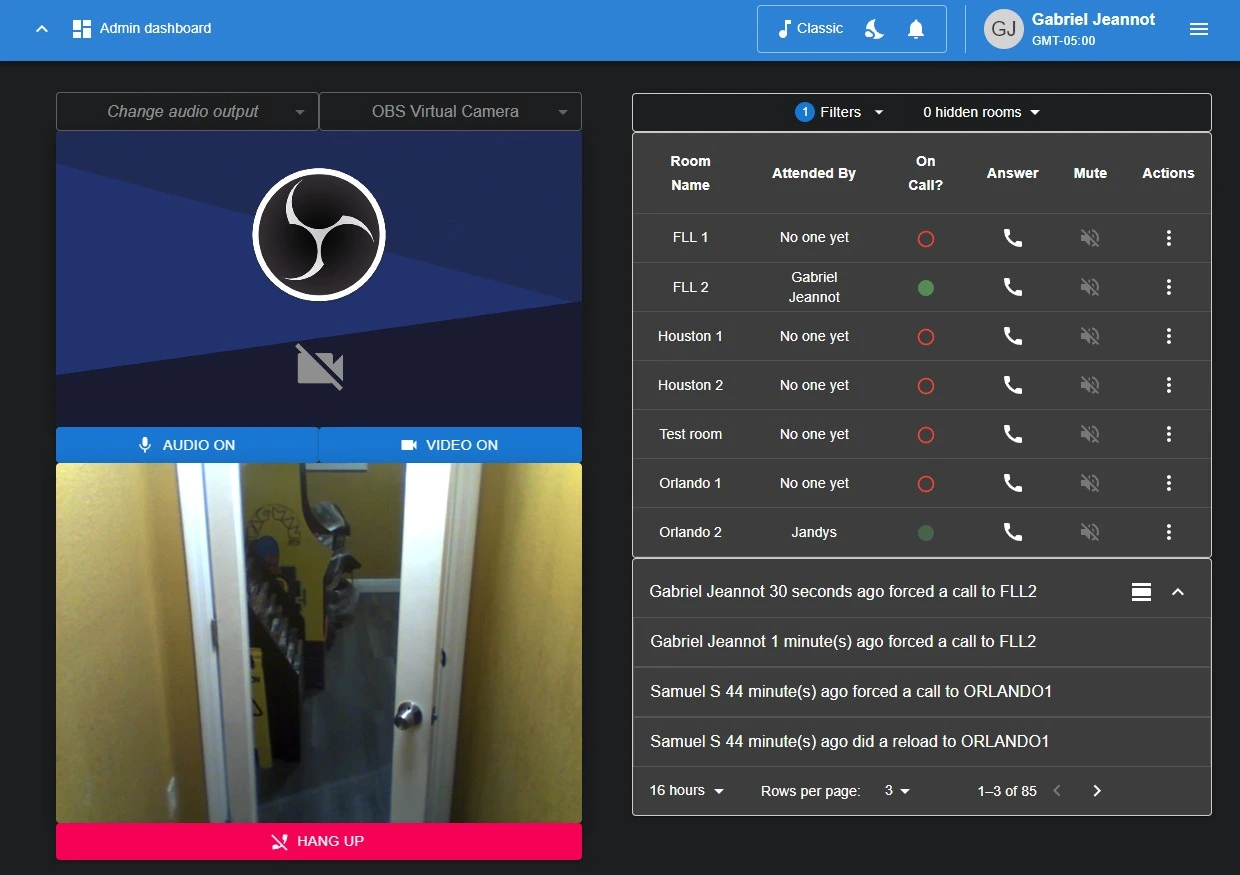 Admin dashboard
Classic
GJ
Gabriel Jeannot
GMT-05:00
Change audio output
OBS Virtual Camera
AUDIO ON
VIDEO ON
HANG UP
1 Filters
0 hidden rooms
Room Name
Attended By
On Call?
Answer
Mute
Actions
FLL 1 No one yet
FLL 2 Gabriel Jeannot
Houston 1 No one yet
Houston 2 No one yet
Test room No one yet
Orlando 1 No one yet
Orlando 2 Jandys
Gabriel Jeannot 30 seconds ago forced a call to FLL2
Gabriel Jeannot 1 minute(s) ago forced a call to FLL2
Samuel S 44 minute(s) ago forced a call to ORLANDO1
Samuel S 44 minute(s) ago did a reload to ORLANDO1
16 hours
Rows per page: 3
1–3 of 85